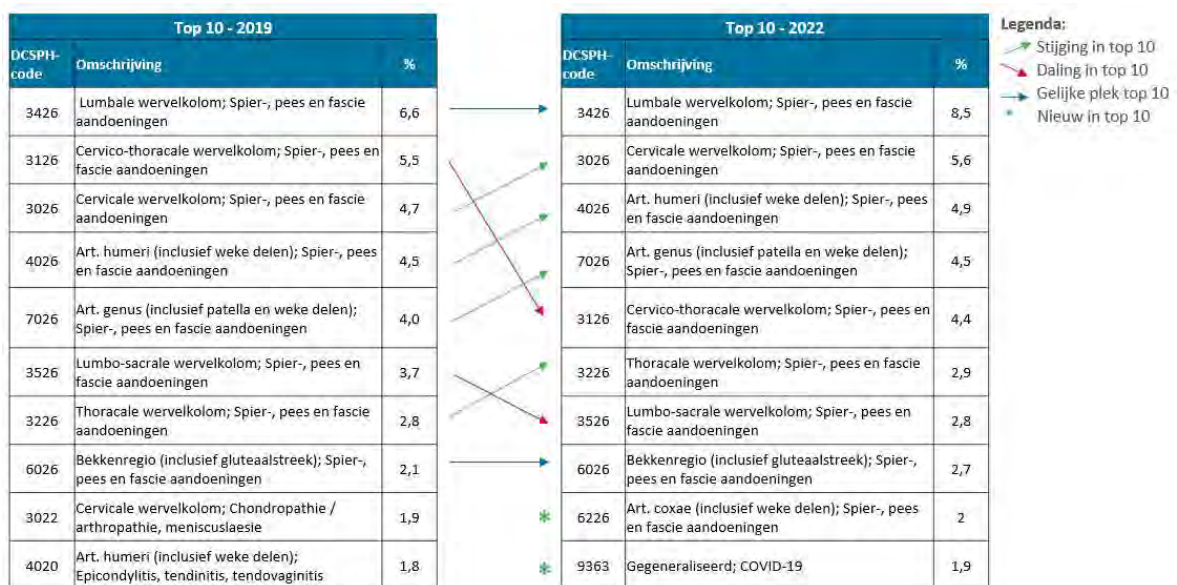 Top 10 - 2019
DCSPH-code Omschrijving %
3426 Lumbale wervelkolom; Spier-, pees en fascie aandoeningen 6,6
3126 Cervico-thoracale wervelkolom; Spier-, pees en fascie aandoeningen 5,5
3026 Cervicale wervelkolom; Spier-, pees en fascie aandoeningen 4,7
4026 Art. humeri (inclusief weke delen); Spier-, pees en fascie aandoeningen 4,5
7026 Art. genus (inclusief patella en weke delen); Spier-, pees en fascie aandoeningen 4,0
3526 Lumbo-sacrale wervelkolom; Spier-, pees en fascie aandoeningen 3,7
3226 Thoracale wervelkolom; Spier-, pees en fascie aandoeningen 2,8
6026 Bekkenregio (inclusief gluteaalstreek); Spier-, pees en fascie aandoeningen 2,1
3022 Cervicale wervelkolom; Chondropathie / arthropathie, meniscuslaesie 1,9
4020 Art. humeri (inclusief weke delen); Epicondylitis, tendinitis, tendovaginitis 1,8
Top 10 - 2022
DCSPH-code Omschrijving %
3426 Lumbale wervelkolom; Spier-, pees en fascie aandoeningen 8,5
3026 Cervicale wervelkolom; Spier-, pees en fascie aandoeningen 5,6
4026 Art. humeri (inclusief weke delen); Spier-, pees en fascie aandoeningen 4,9
7026 Art. genus (inclusief patella en weke delen); Spier-, pees en fascie aandoeningen 4,5
3126 Cervico-thoracale wervelkolom; Spier-, pees en fascie aandoeningen 4,4
3226 Thoracale wervelkolom; Spier-, pees en fascie aandoeningen 2,9
3526 Lumbo-sacrale wervelkolom; Spier-, pees en fascie aandoeningen 2,8
6026 Bekkenregio (inclusief gluteaalstreek); Spier-, pees en fascie aandoeningen 2,7
6226 Art. coxae (inclusief weke delen); Spier-, pees en fascie aandoeningen 2
9363 Gegeneraliseerd; COVID-19 1,9
Legenda:
Stijging in top 10
Daling in top 10
Gelijke plek top 10
* Nieuw in top 10